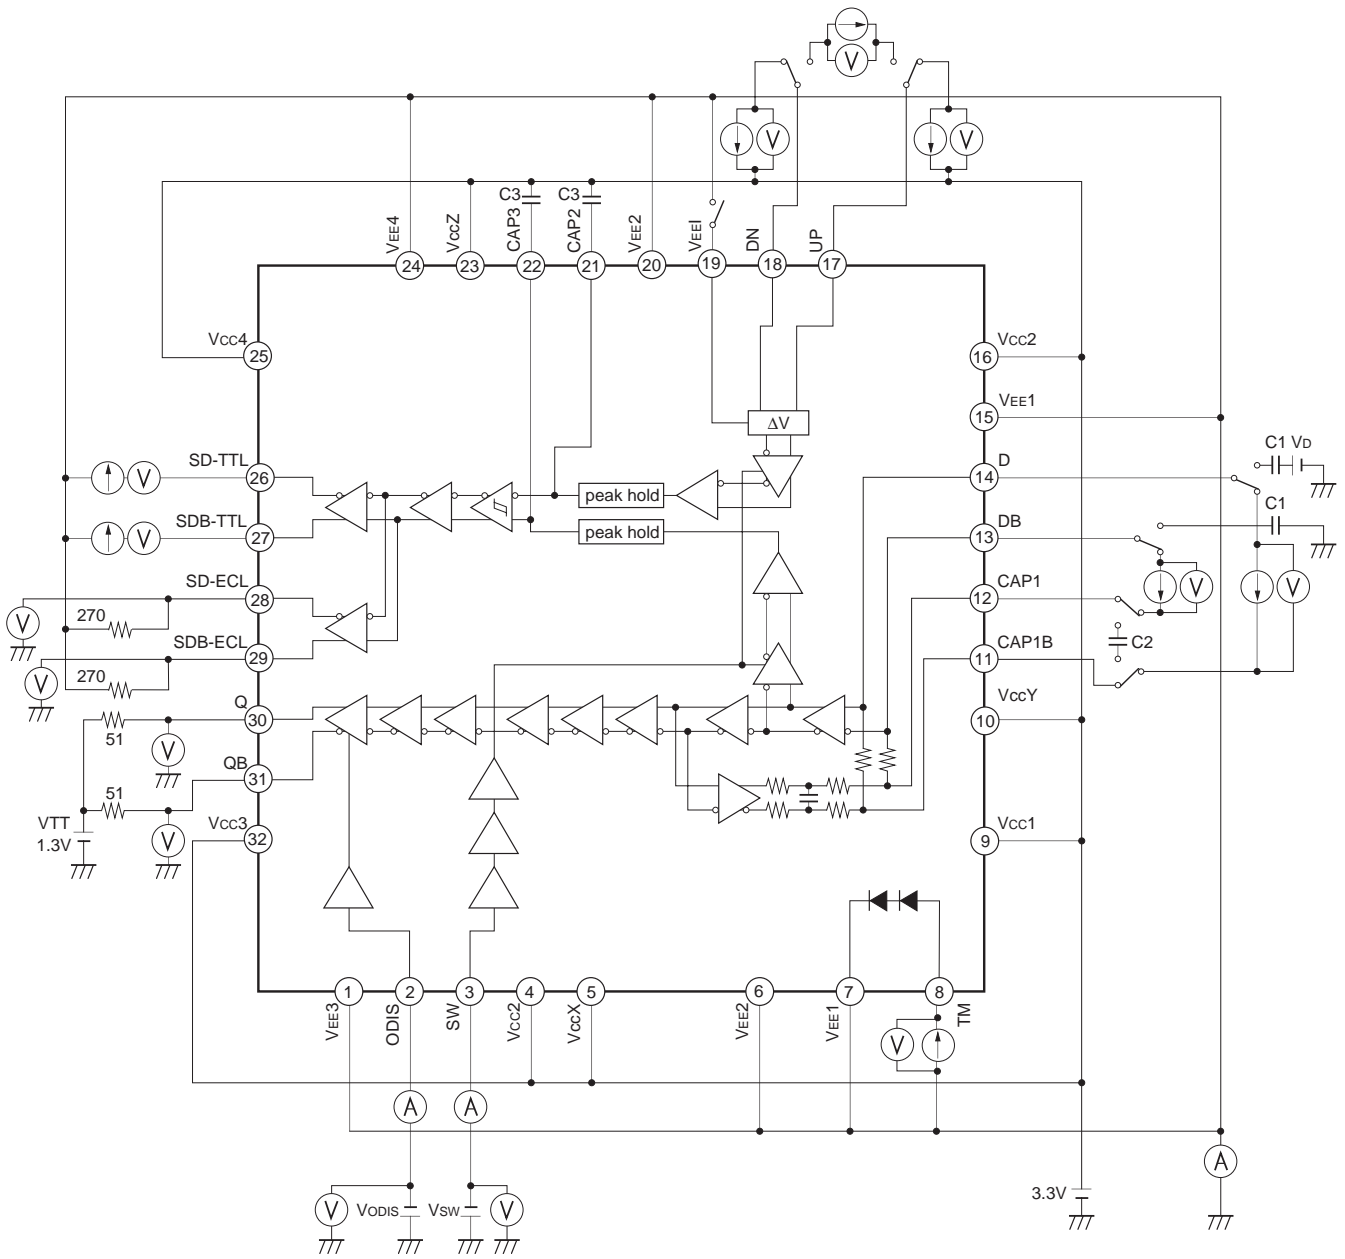 V
C3
C3
VEE4
VccZ
CAP3
CAP2
VEE2
VEEI
DN
UP
V
V
24
23
22
21
20
19
18
17
VCC4
25
16
VCC2
15
VEE1
ΔV
SD-TTL
V
26
14
D
C1 VD
peak hold
SDB-TTL
V
27
13
DB
C1
peak hold
SD-ECL
28
12
CAP1
V
V
V
270
SDB-ECL
29
11
CAP1B
C2
V
270
Q
30
10
VccY
51
V
QB
31
51
VTT
1.3V
V
VCC3
32
9
VCC1
1
2
3
4
5
6
7
8
VEE3
ODIS
SW
VCC2
VccX
VEE2
VEE1
TM
V
A
A
A
V
VODIS
VSW
V
3.3V